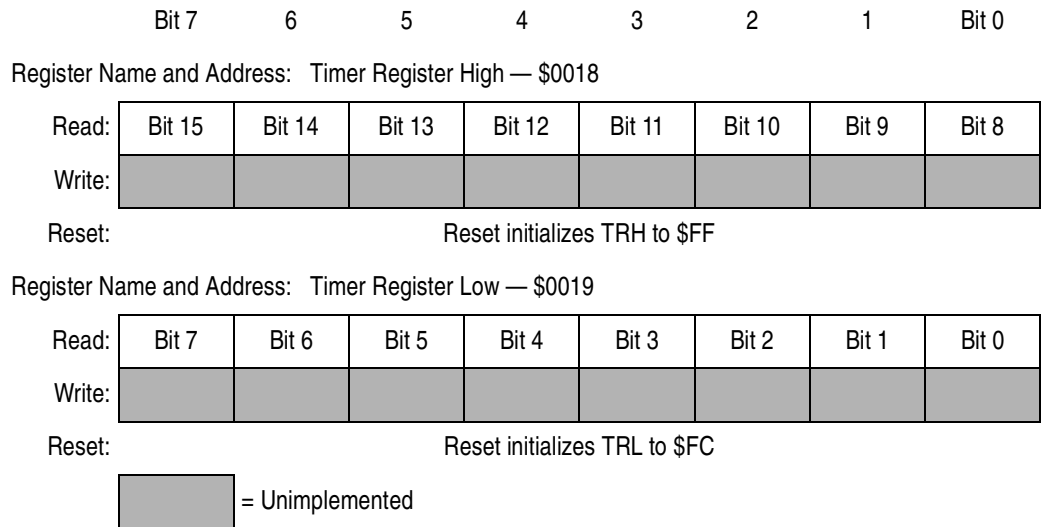 Bit 7 6 5 4 3 2 1 Bit 0
Register Name and Address: Timer Register High — $0018
Read: Bit 15 Bit 14 Bit 13 Bit 12 Bit 11 Bit 10 Bit 9 Bit 8
Write:
Reset: Reset initializes TRH to $FF
Register Name and Address: Timer Register Low — $0019
Read: Bit 7 Bit 6 Bit 5 Bit 4 Bit 3 Bit 2 Bit 1 Bit 0
Write:
Reset: Reset initializes TRL to $FC
= Unimplemented